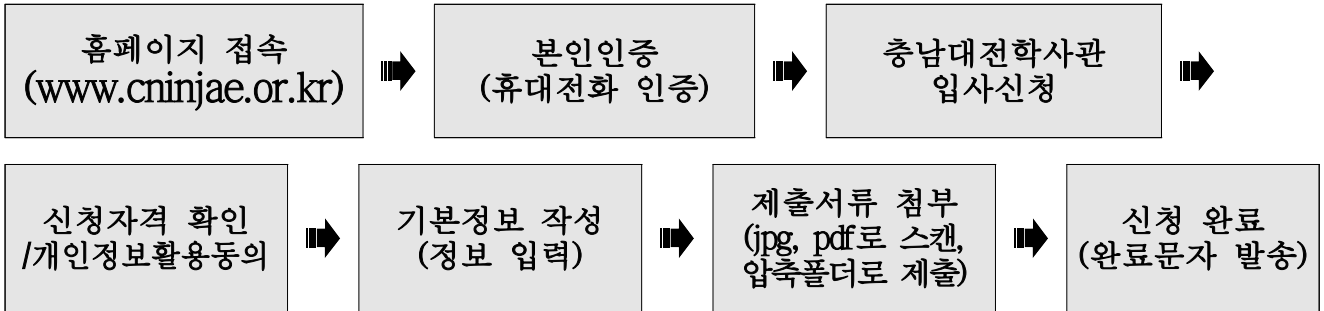 홈페이지 접속
(www.cninjae.or.kr)
본인인증
(휴대전화 인증)
충남대전학사관
입사신청
신청자격 확인
/개인정보활용동의
기본정보 작성
(정보 입력)
제출서류 첨부
(jpg, pdf로 스캔,
압축폴더로 제출)
신청 완료
(완료문자 발송)